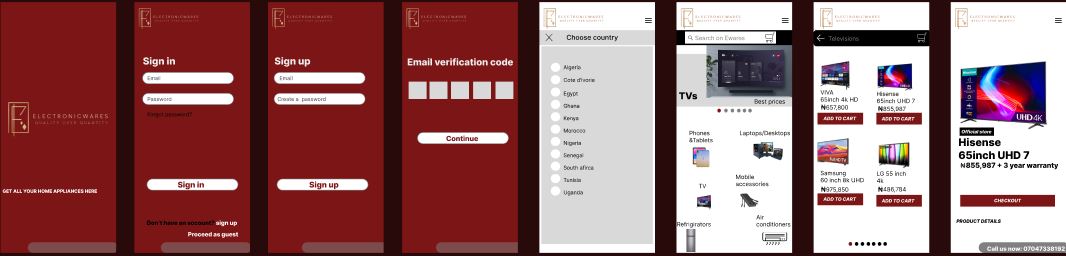 ELECTRONICWARES
QUALITY OVER QUANTITY
GET ALL YOUR HOME APPLIANCES HERE
ELECTRONICWARES
QUALITY OVER QUANTITY
Sign in
Email
Password
Forgot password?
Sign in
Don't have an account? sign up
Proceed as guest
ELECTRONICWARES
QUALITY OVER QUANTITY
Sign up
Email
Create a password
Sign up
ELECTRONICWARES
QUALITY OVER QUANTITY
Email verification code
Continue
ELECTRONICWARES
QUALITY OVER QUANTITY
Choose country
Algeria
Cote d'ivorie
Egypt
Ghana
Kenya
Morocco
Nigeria
Senegal
South africa
Tunisia
Uganda
ELECTRONICWARES
QUALITY OVER QUANTITY
Search on Ewares
TVs
Best prices
Phones
&Tablets
Laptops/Desktops
TV
Mobile
accessories
Refrigirators
Air
conditioners
ELECTRONICWARES
QUALITY OVER QUANTITY
Televisions
VIVA
65inch 4k HD
₦657,800
ADD TO CART
Hisense
65inch UHD 7
₦855,987
ADD TO CART
Samsung
60 inch 8k UHD
₦975,850
ADD TO CART
LG 55 inch
4k
₦486,784
ADD TO CART
ELECTRONICWARES
QUALITY OVER QUANTITY
Hisense
UHD 4K
Official store
Hisense
65inch UHD 7
₦855,987 + 3 year warranty
CHECKOUT
PRODUCT DETAILS
Call us now: 07047338192